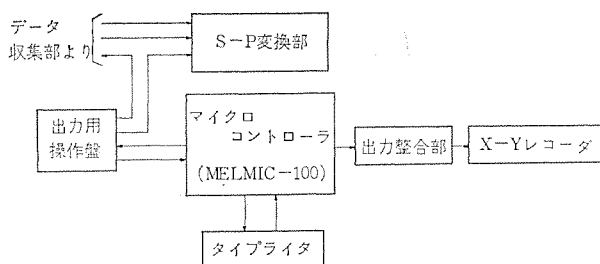 データ
収集部より
S-P変換部
出力用
操作盤
マイクロ
コントローラ
(MELMIC-100)
出力整合部
X-Yレコーダ
タイプライタ